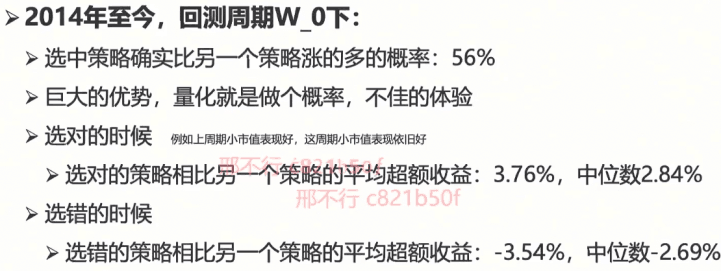 ➢2014年至今，回测周期W_0下：
➢选中策略确实比另一个策略涨的多的概率：56%
➢巨大的优势，量化就是做个概率，不佳的体验
➢选对的时候 例如上周期小市值表现好，这周期小市值表现依旧好
邢不行 c821b50f
➢选对的策略相比另一个策略的平均超额收益：3.76%，中位数2.84%
邢不行 c821b50f
➢选错的时候
➢选错的策略相比另一个策略的平均超额收益：-3.54%，中位数-2.69%